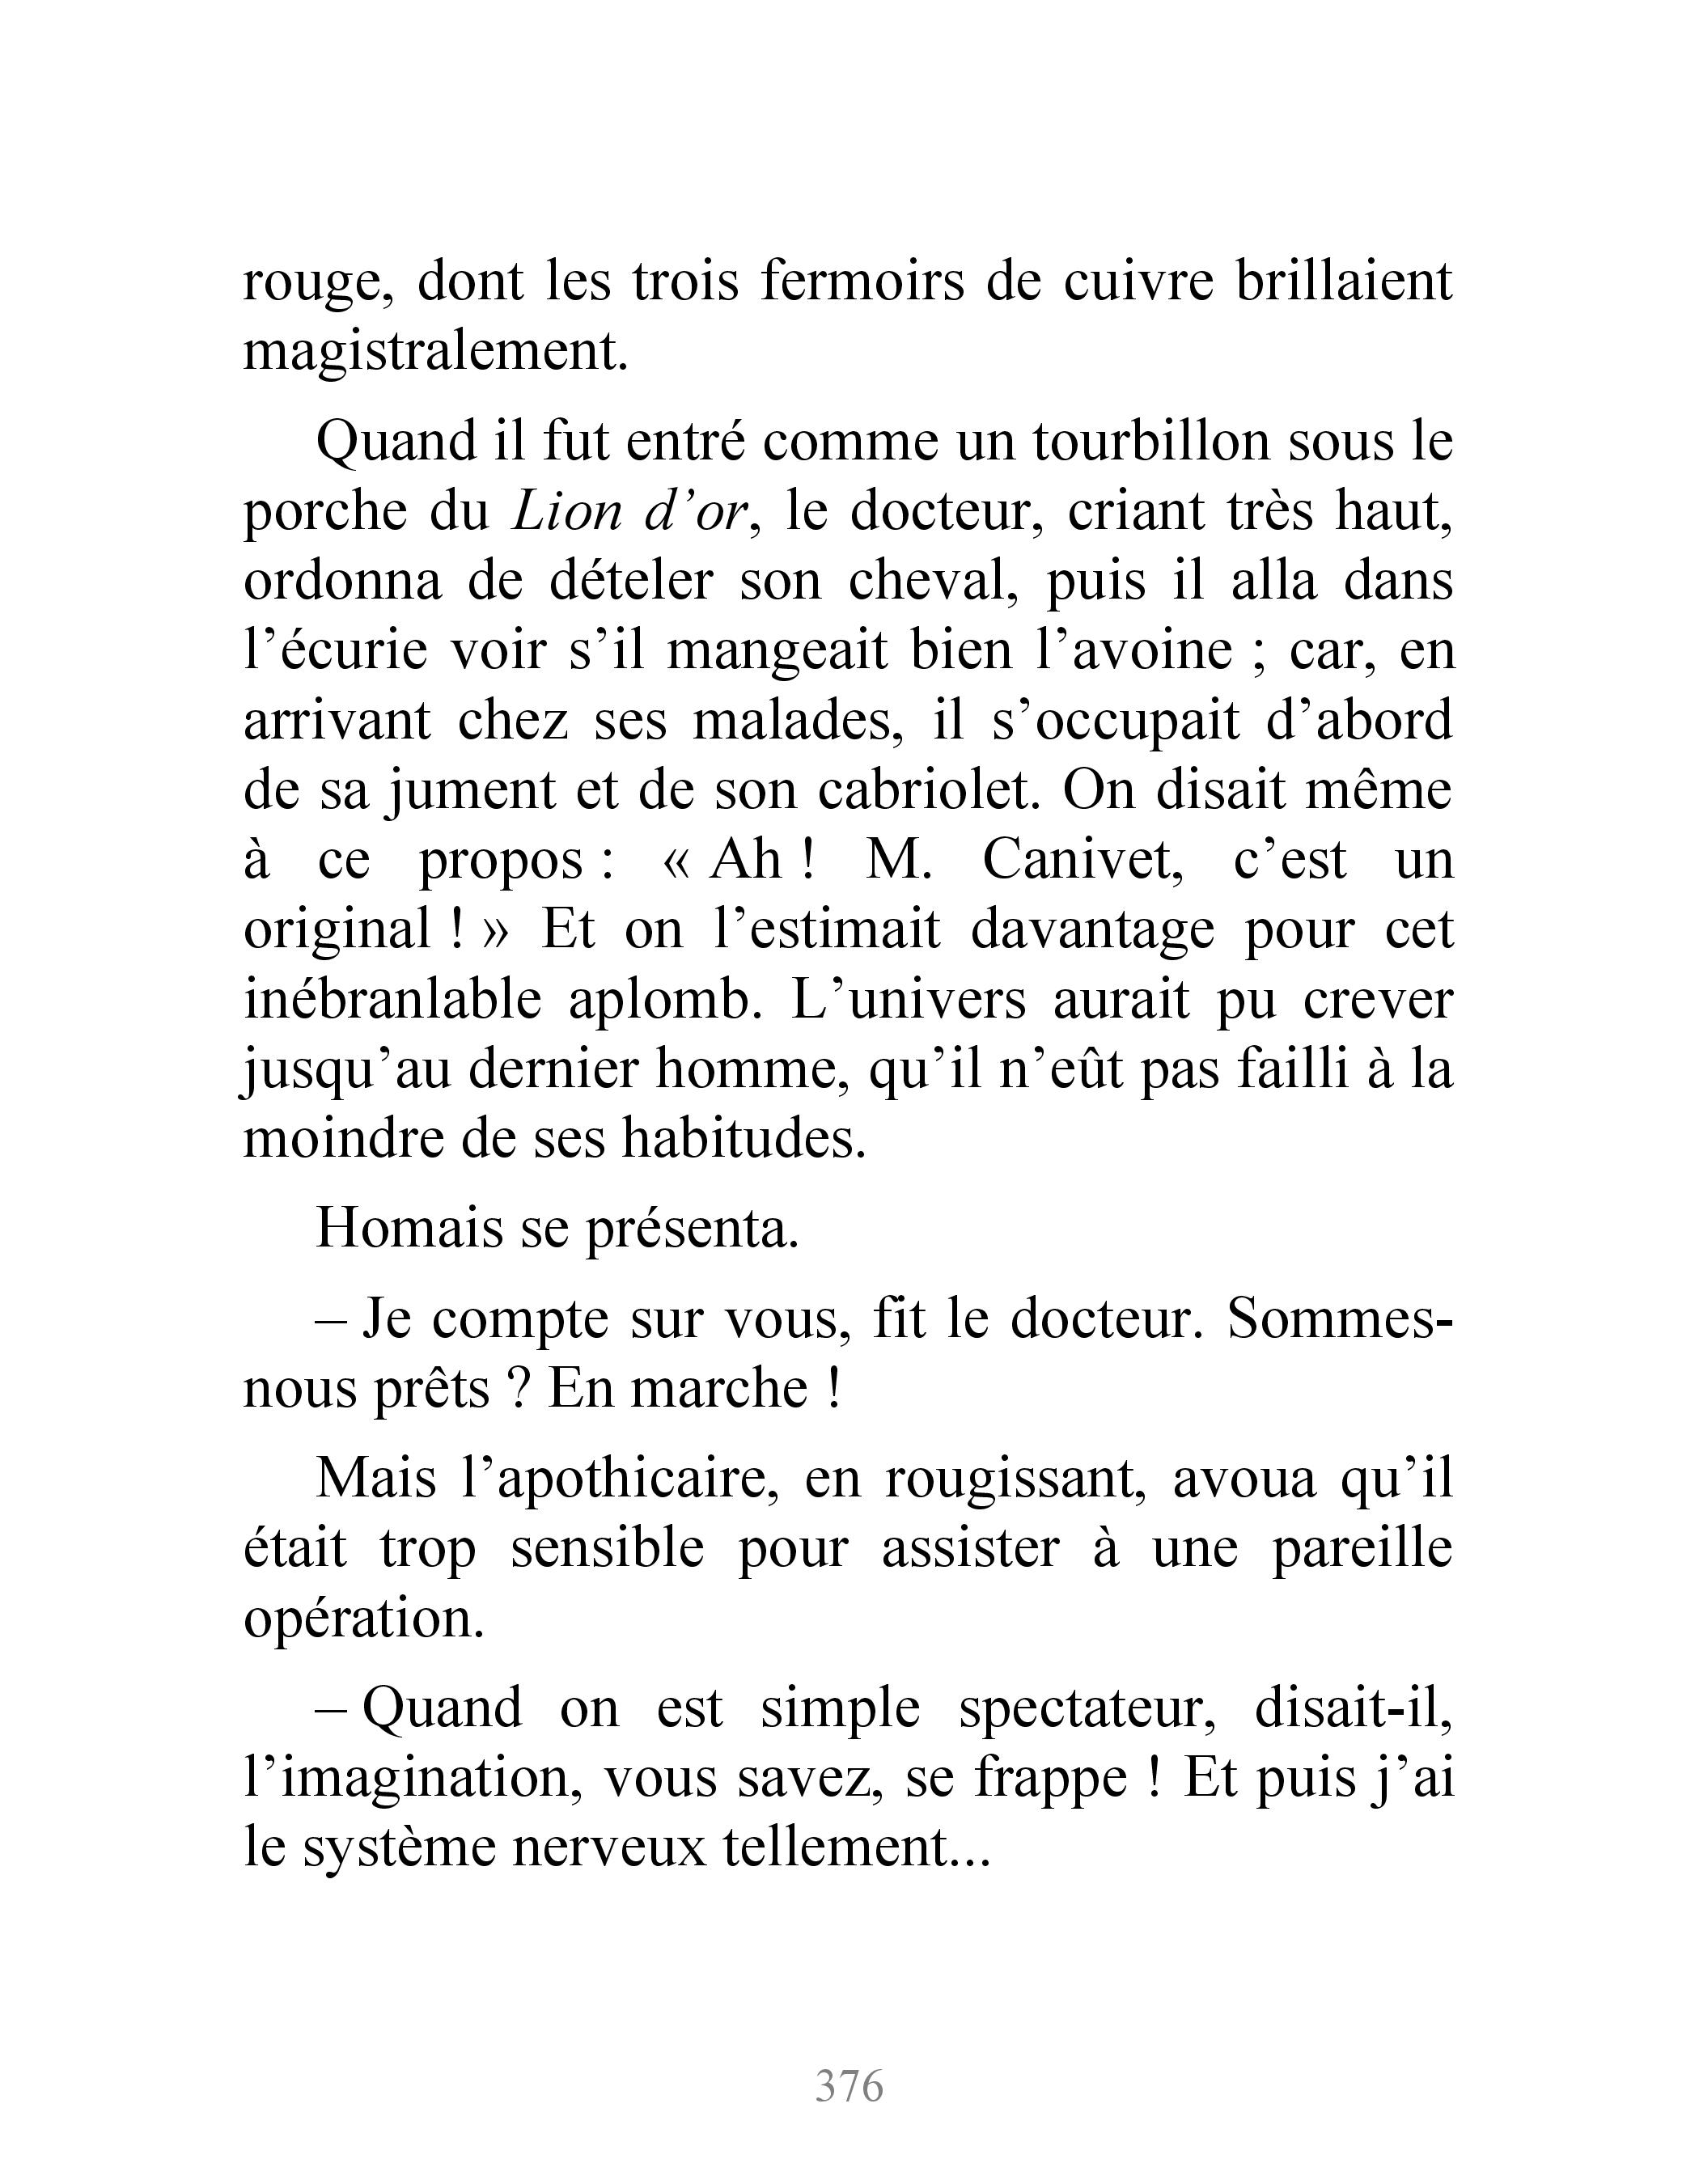 rouge, dont les trois fermoirs de cuivre brillaient
magistralement.
Quand il fut entré comme un tourbillon sous le
porche du Lion d’or, le docteur, criant très haut,
ordonna de dételer son cheval, puis il alla dans
l’écurie voir s’il mangeait bien l’avoine ; car, en
arrivant chez ses malades, il s’occupait d’abord
de sa jument et de son cabriolet. On disait même
à ce propos : « Ah ! M. Canivet, c’est un
original ! » Et on l’estimait davantage pour cet
inébranlable aplomb. L’univers aurait pu crever
jusqu’au dernier homme, qu’il n’eût pas failli à la
moindre de ses habitudes.
Homais se présenta.
– Je compte sur vous, fit le docteur. Sommes-
nous prêts ? En marche !
Mais l’apothicaire, en rougissant, avoua qu’il
était trop sensible pour assister à une pareille
opération.
– Quand on est simple spectateur, disait-il,
l’imagination, vous savez, se frappe ! Et puis j’ai
le système nerveux tellement...
376